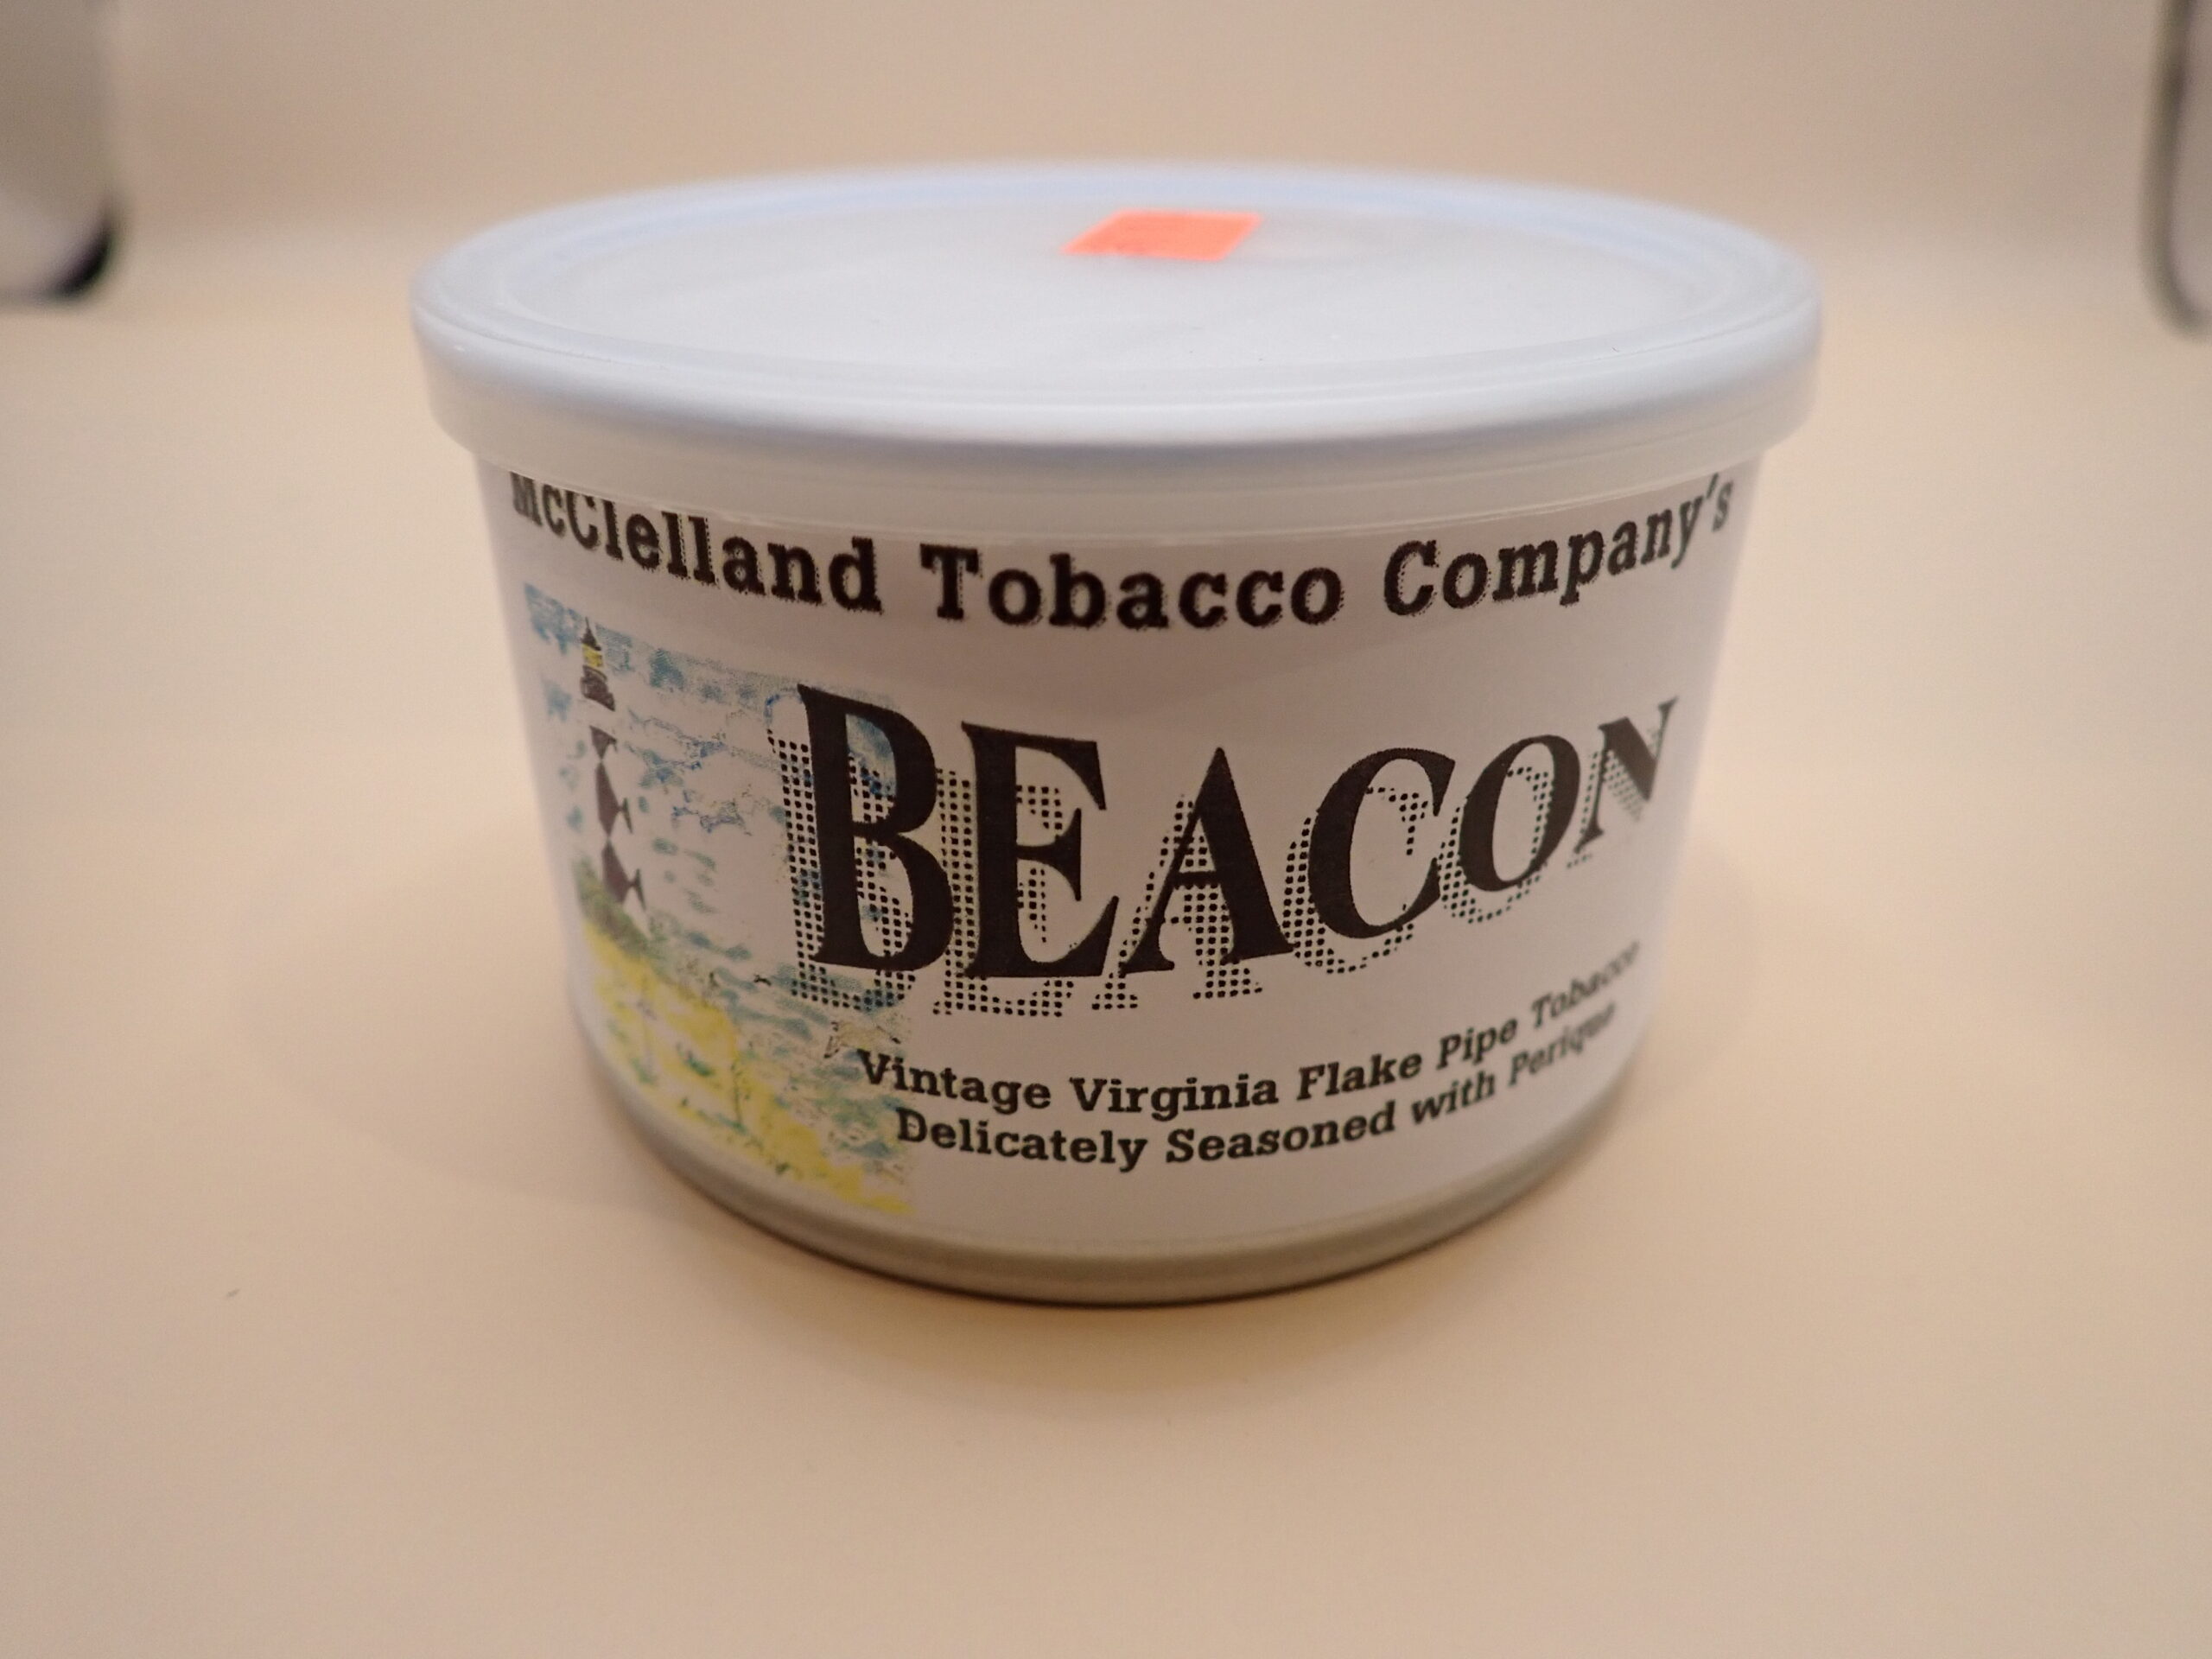 McClelland Tobacco Company's
BEACON
Vintage Virginia Flake Pipe Tobacco
Delicately Seasoned with Perique